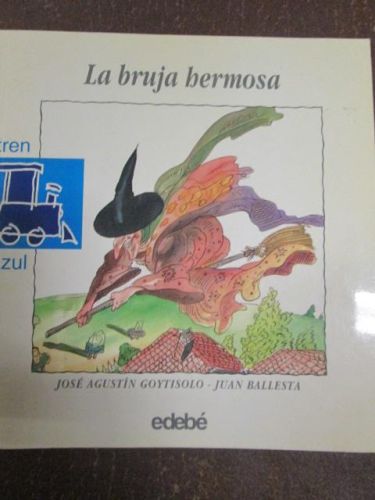 La bruja hermosa
tren
azul
JOSÉ AGUSTÍN GOYTISOLO - JUAN BALLESTA
edebé